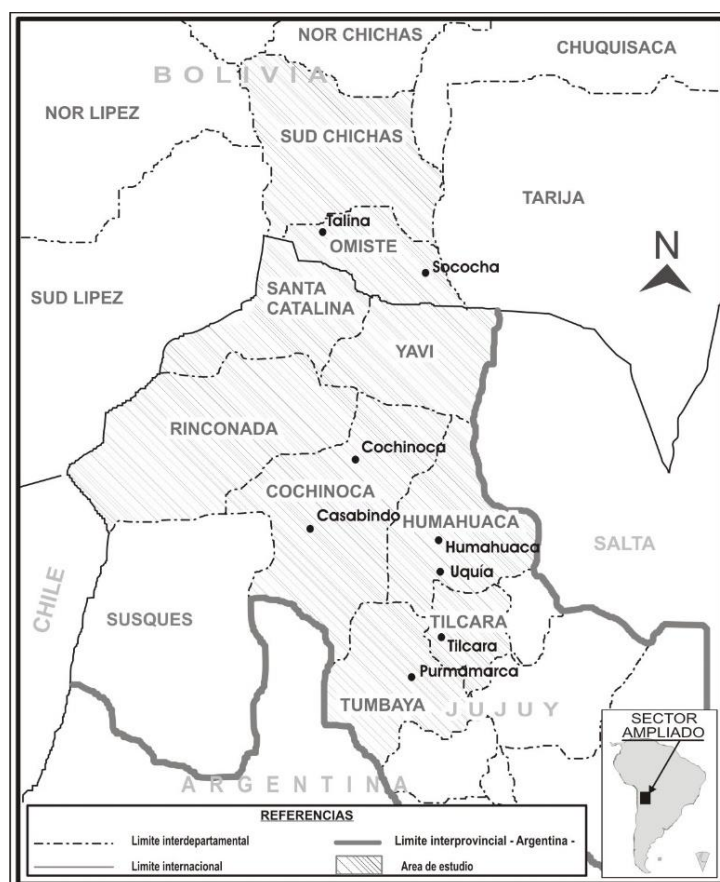 NOR CHICHAS
CHUQUISACA
BOLIVIA
NOR LIPEZ
SUD CHICHAS
TARIJA
Talina
OMISTE
N
Sococha
SUD LIPEZ
SANTA
CATALINA
YAVI
RINCONADA
Cochinoca
COCHINOCA
Casabindo
HUMAHUACA
Humahuaca
SALTA
Uquía
CHILE
SUSQUES
TILCARA
Tilcara
Purmamarca
TUMBAYA
JUJUY
SECTOR
AMPLIADO
ARGENTINA
REFERENCIAS
Limite interdepartamental
Limite interprovincial - Argentina -
Limite internacional
Area de estudio